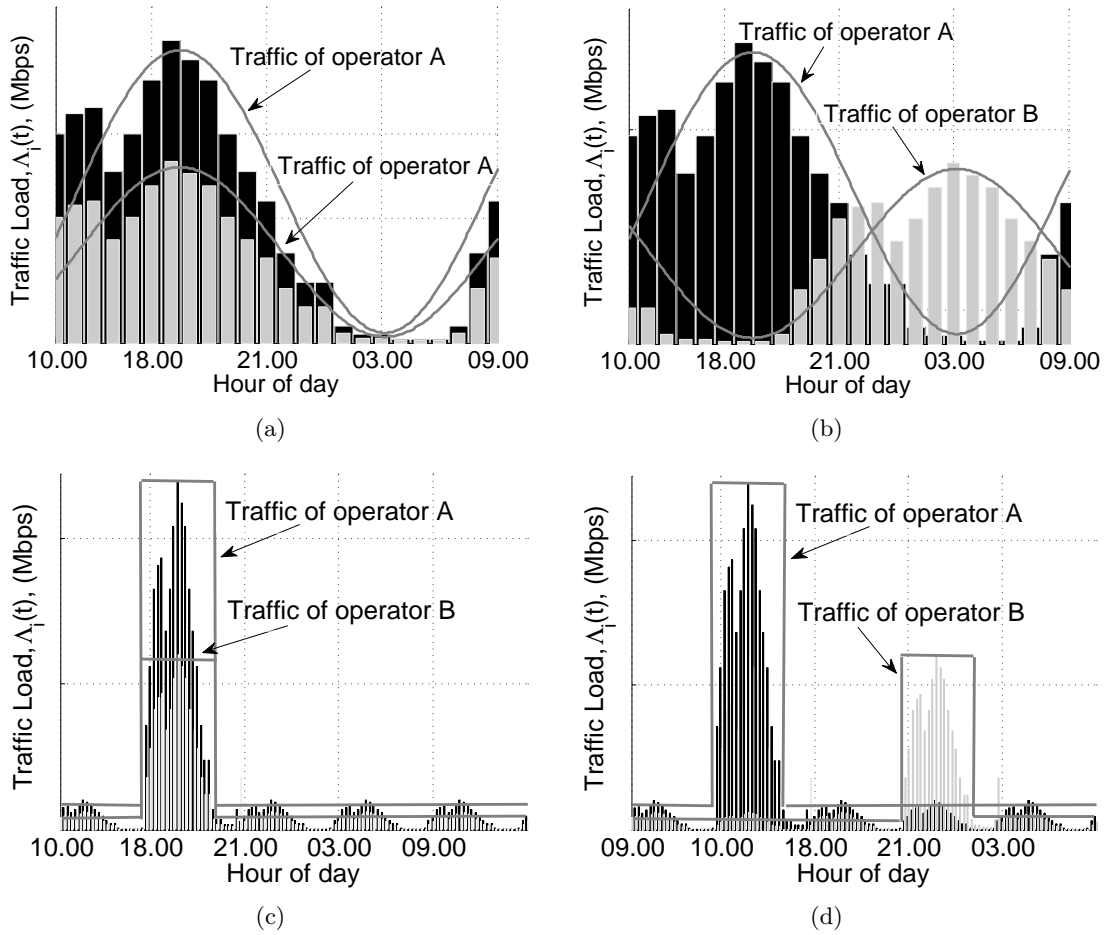 Traffic Load, Λi(t), (Mbps)
Traffic of operator A
Traffic of operator A
10.00 18.00 21.00 03.00 09.00
Hour of day
(a)
Traffic Load, Λi(t), (Mbps)
Traffic of operator A
Traffic of operator B
10.00 18.00 21.00 03.00 09.00
Hour of day
(b)
Traffic Load, Λi(t), (Mbps)
Traffic of operator A
Traffic of operator B
10.00 18.00 21.00 03.00 09.00
Hour of day
(c)
Traffic Load, Λi(t), (Mbps)
Traffic of operator A
Traffic of operator B
09.00 10.00 18.00 21.00 03.00
Hour of day
(d)